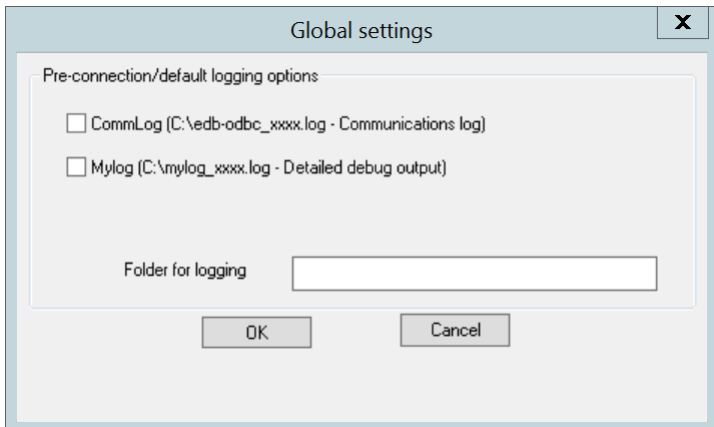 Global settings
X
Pre-connection/default logging options
CommLog (C:\edb-odbc_xxxx.log - Communications log)
Mylog (C:\mylog_xxxx.log - Detailed debug output)
Folder for logging
OK
Cancel